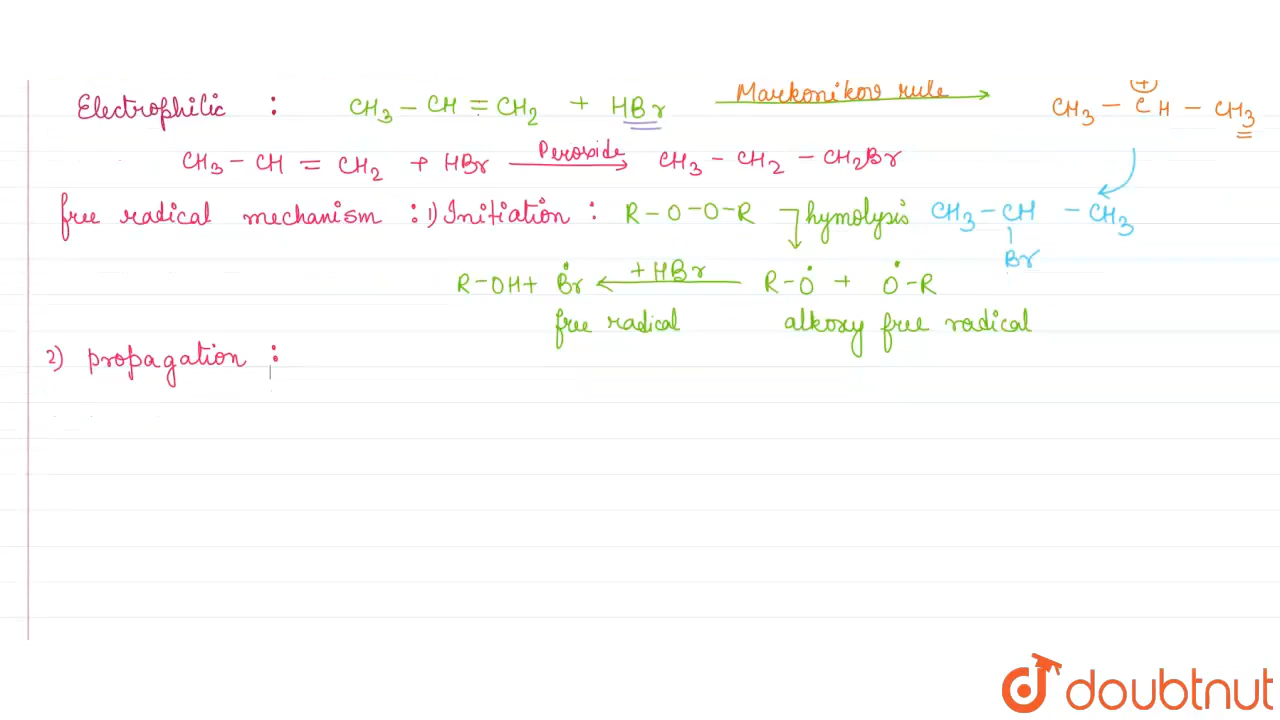 Electrophilic : CH3 – CH = CH2 + HBr Markonikov rule CH3 – CH – CH3
(+)
CH3 – CH = CH2 + HBr Peroxide CH3 – CH2 – CH2Br
free radical mechanism : 1) Initiation : R – O – O – R hymolysis CH3 – CH – CH3
Br
R – OH + Br• +HBr R – O• + O• – R
free radical alkoxy free radical
2) propagation :
doubtnut